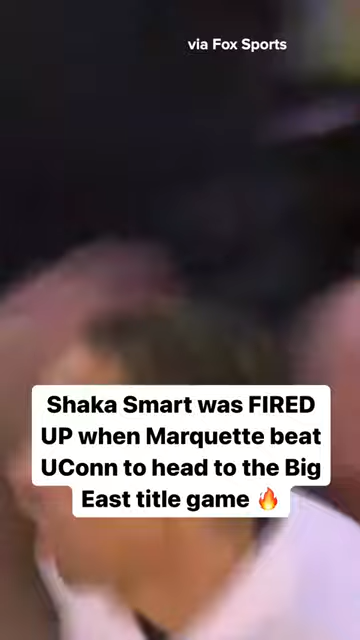 via Fox Sports
Shaka Smart was FIRED
UP when Marquette beat
UConn to head to the Big
East title game 🔥